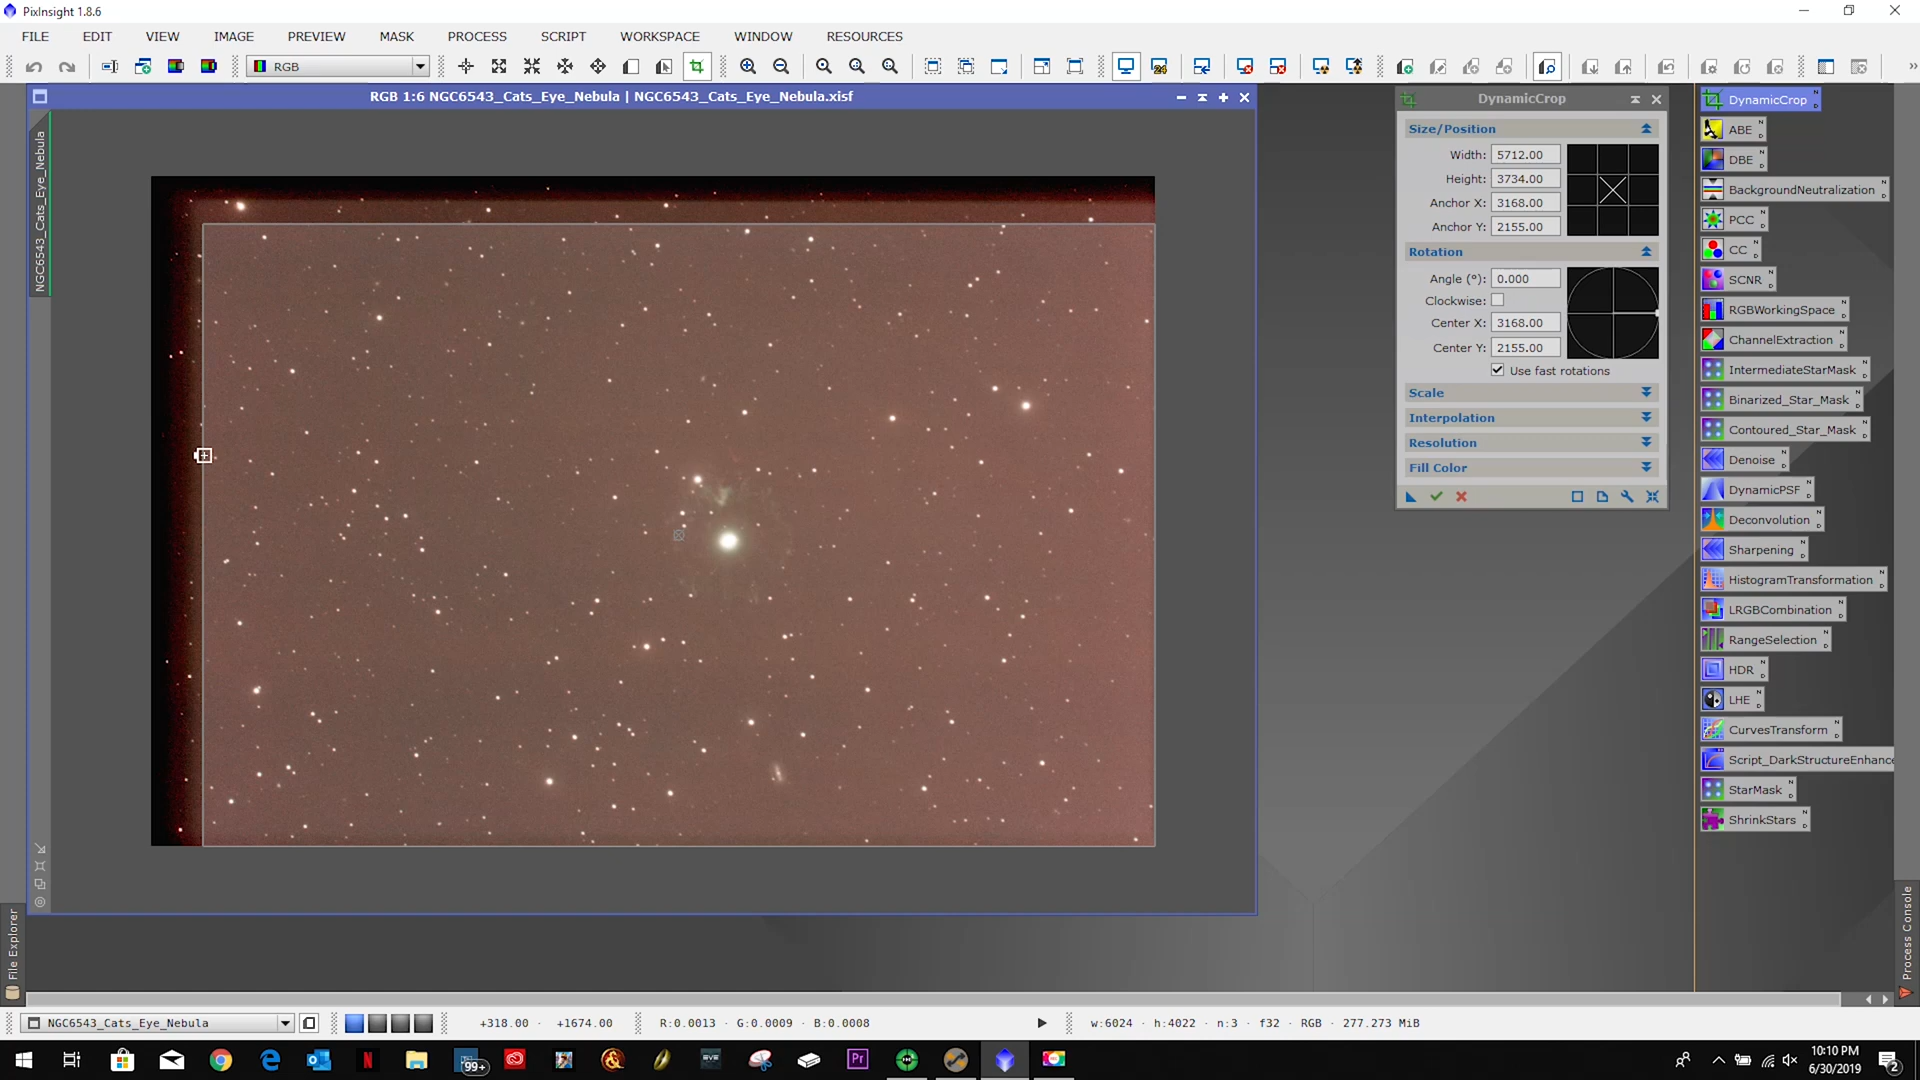 PixInsight 1.8.6
FILE EDIT VIEW IMAGE PREVIEW MASK PROCESS SCRIPT WORKSPACE WINDOW RESOURCES
RGB
RGB 1:6 NGC6543_Cats_Eye_Nebula | NGC6543_Cats_Eye_Nebula.xisf
NGC6543_Cats_Eye_Nebula
DynamicCrop
Size/Position
Width: 5712.00
Height: 3734.00
Anchor X: 3168.00
Anchor Y: 2155.00
Rotation
Angle (°): 0.000
Clockwise:
Center X: 3168.00
Center Y: 2155.00
Use fast rotations
Scale
Interpolation
Resolution
Fill Color
DynamicCrop
ABE
DBE
BackgroundNeutralization
PCC
CC
SCNR
RGBWorkingSpace
ChannelExtraction
IntermediateStarMask
Binarized_Star_Mask
Contoured_Star_Mask
Denoise
DynamicPSF
Deconvolution
Sharpening
HistogramTransformation
LRGBCombination
RangeSelection
HDR
LHE
CurvesTransform
Script_DarkStructureEnhance
StarMask
ShrinkStars
File Explorer
Process Console
NGC6543_Cats_Eye_Nebula
+318.00 · +1674.00
R:0.0013 · G:0.0009 · B:0.0008
w:6024 · h:4022 · n:3 · f32 · RGB · 277.273 MiB
99+
Pr
10:10 PM
6/30/2019
2